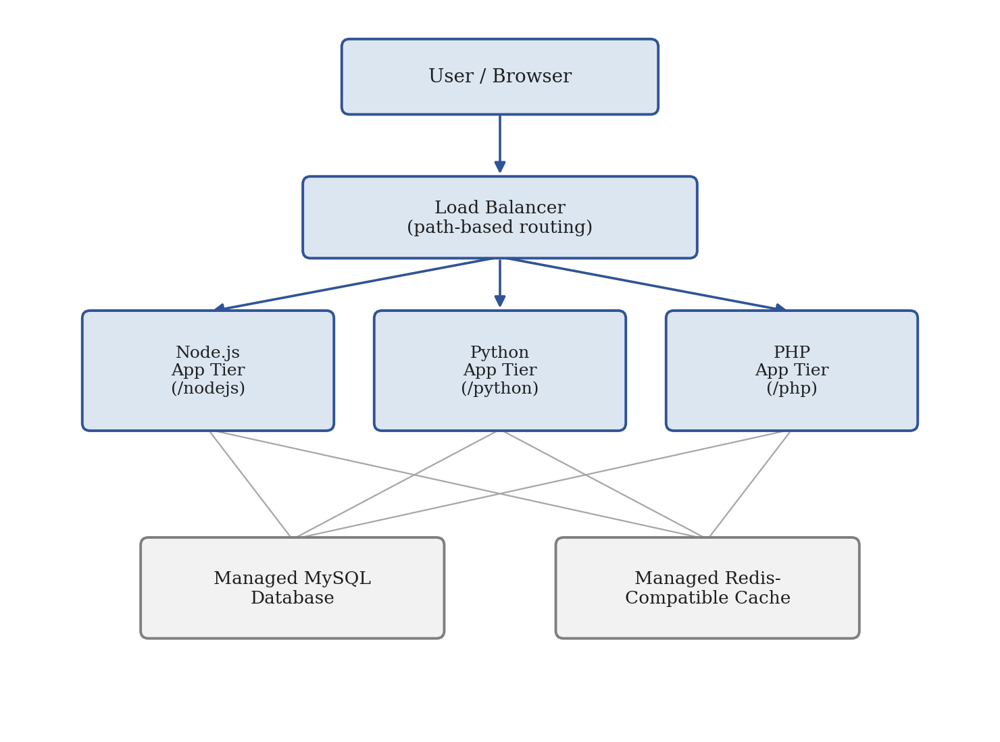 User / Browser
Load Balancer
(path-based routing)
Node.js
App Tier
(/nodejs)
Python
App Tier
(/python)
PHP
App Tier
(/php)
Managed MySQL
Database
Managed Redis-
Compatible Cache